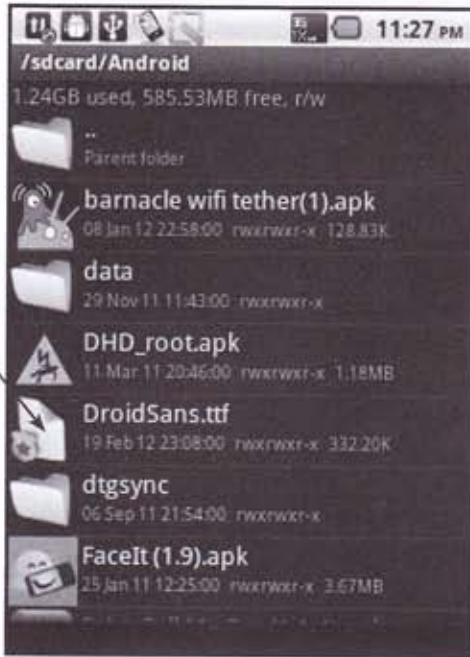 11:27 PM
/sdcard/Android
1.24GB used, 585.53MB free, r/w
..
Parent folder
barnacle wifi tether(1).apk
08 Jan 12 22:58:00 rwxrwxr-x 128.83K
data
29 Nov 11 11:43:00 rwxrwxr-x
DHD_root.apk
11 Mar 11 20:46:00 rwxrwxr-x 1.18MB
DroidSans.ttf
19 Feb 12 23:08:00 rwxrwxr-x 332.20K
dtgsync
06 Sep 11 21:54:00 rwxrwxr-x
FaceIt (1.9).apk
25 Jan 11 12:25:00 rwxrwxr-x 3.67MB